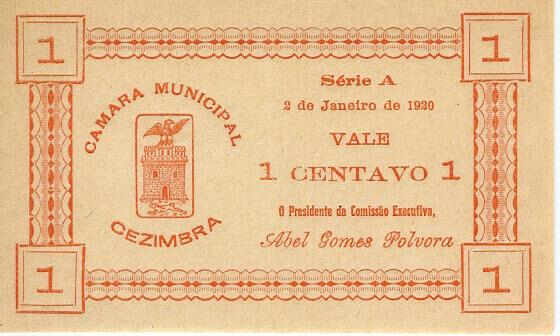 1
1
CAMARA MUNICIPAL
CEZIMBRA
Série A
2 de Janeiro de 1920
VALE
1 CENTAVO 1
O Presidente da Comissão Executiva,
Abel Gomes Polvora
1
1